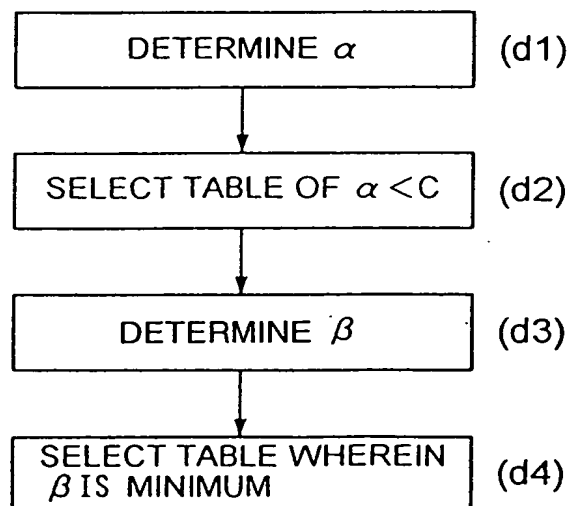 DETERMINE α (d1)
SELECT TABLE OF α<C (d2)
DETERMINE β (d3)
SELECT TABLE WHEREIN
β IS MINIMUM (d4)